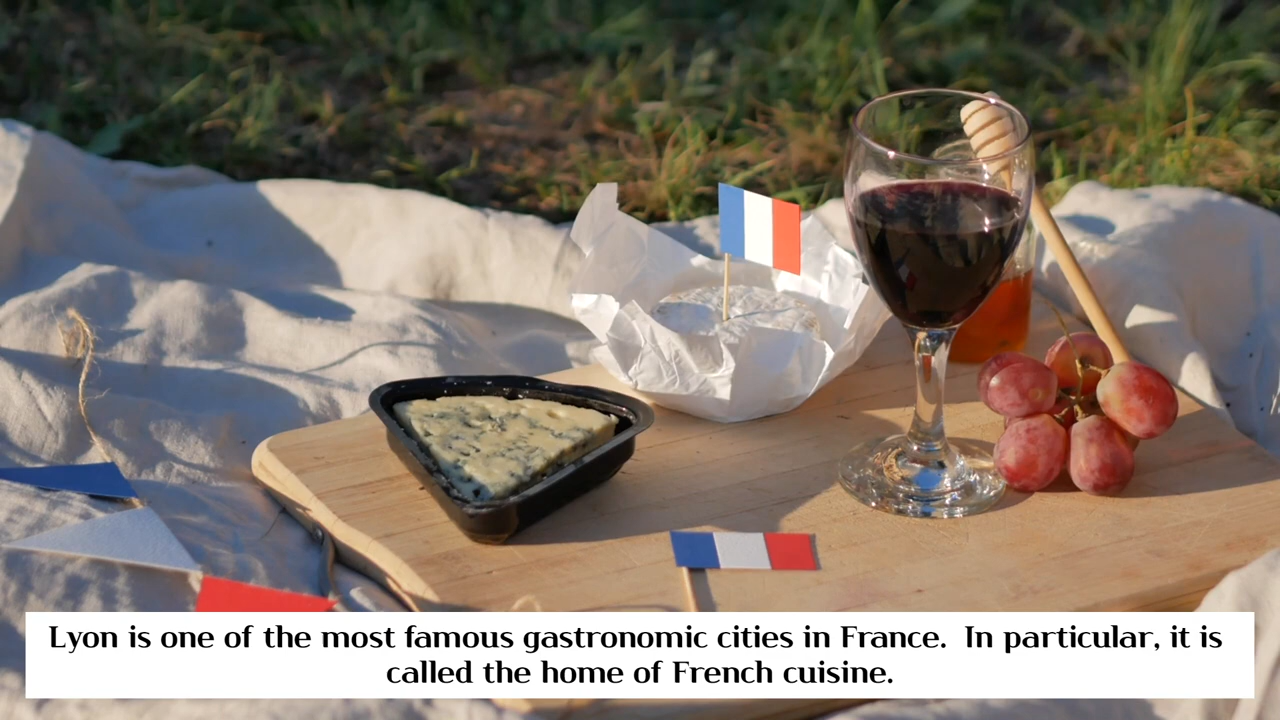 Lyon is one of the most famous gastronomic cities in France.  In particular, it is
called the home of French cuisine.